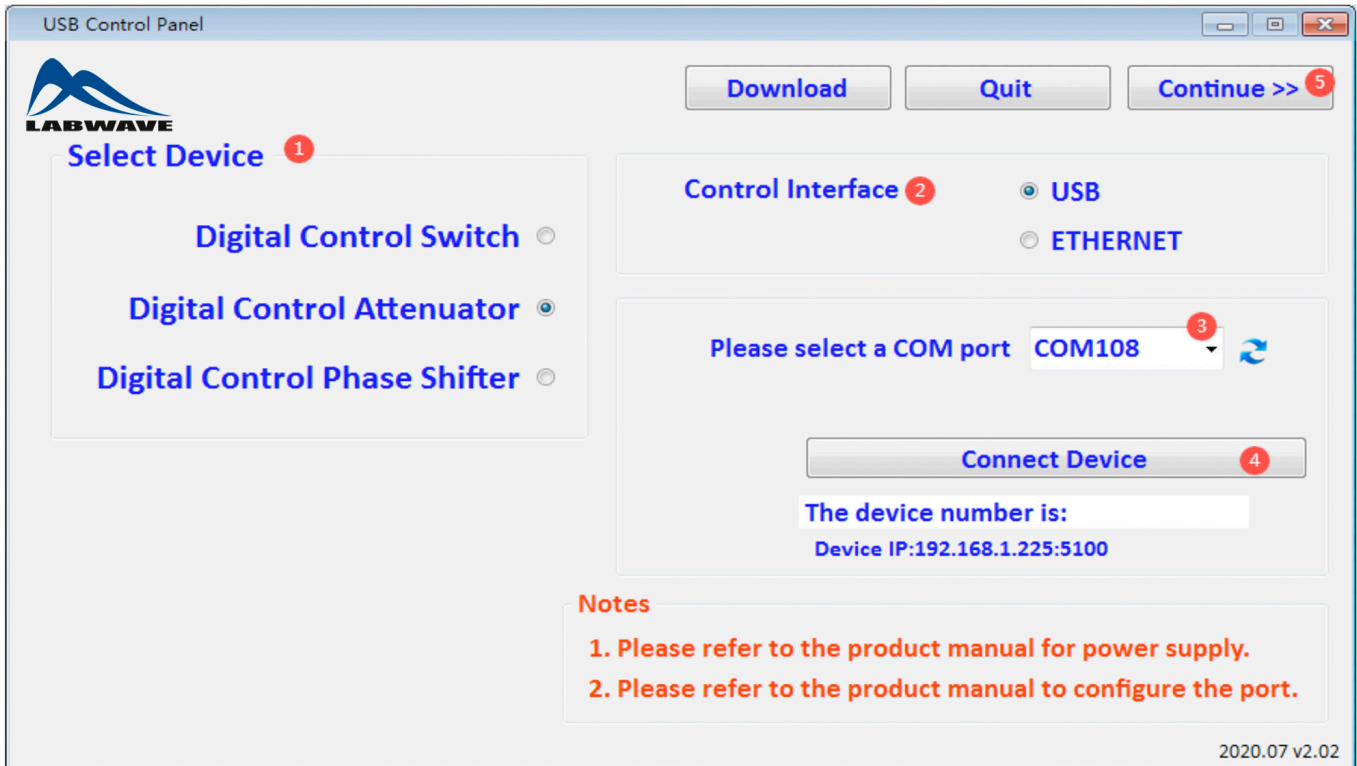 USB Control Panel
LABWAVE
Download
Quit
Continue >> 5
Select Device 1
Digital Control Switch
Digital Control Attenuator
Digital Control Phase Shifter
Control Interface 2
USB
ETHERNET
Please select a COM port COM108 3
Connect Device 4
The device number is:
Device IP:192.168.1.225:5100
Notes
1. Please refer to the product manual for power supply.
2. Please refer to the product manual to configure the port.
2020.07 v2.02